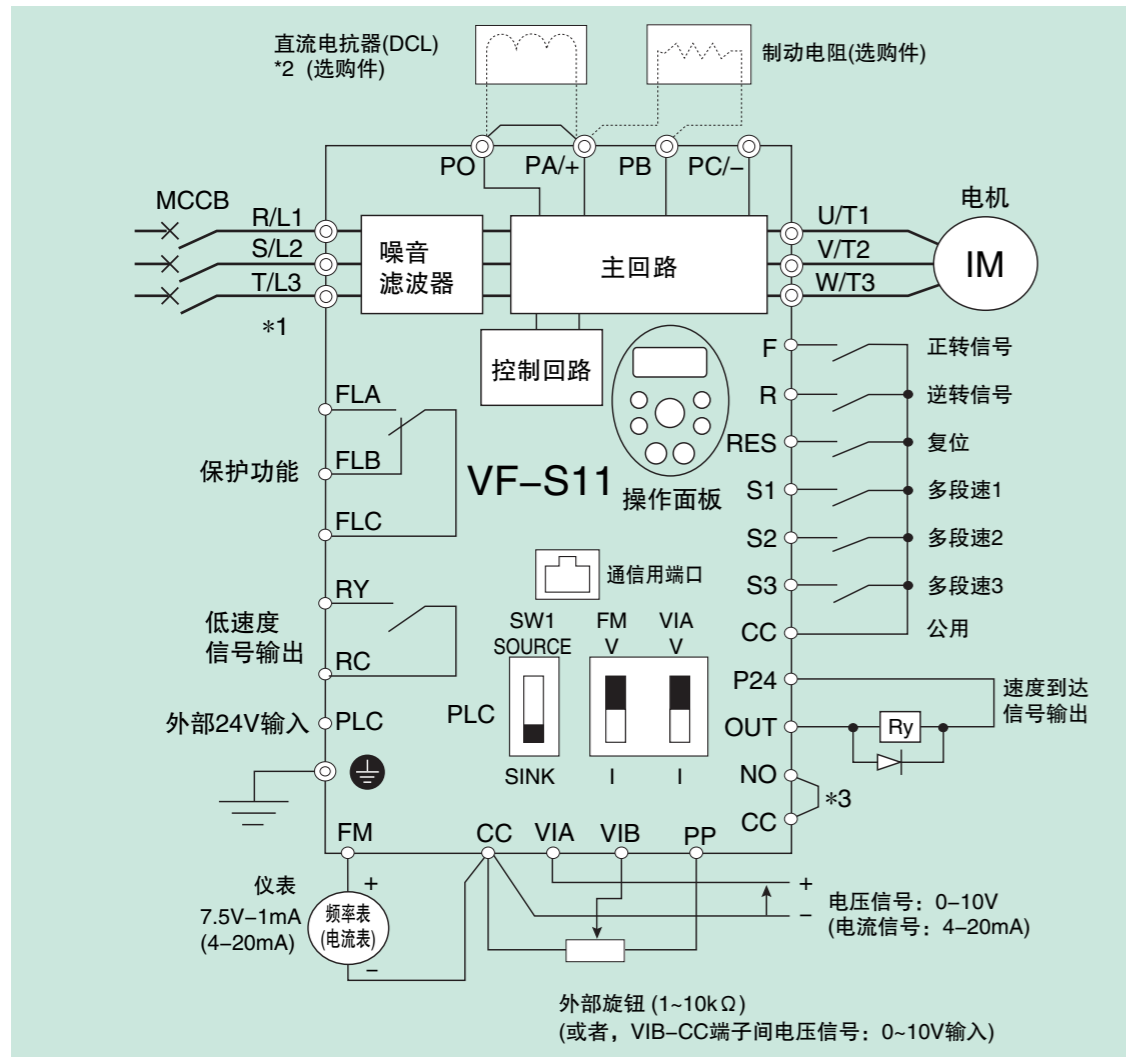 直流电抗器(DCL)
*2 (选购件)
制动电阻(选购件)
PO
PA/+
PB
PC/–
MCCB
R/L1
S/L2
T/L3
*1
噪音
滤波器
主回路
控制回路
U/T1
V/T2
W/T3
电机
IM
F
正转信号
R
逆转信号
RES
复位
S1
多段速1
S2
多段速2
S3
多段速3
CC
公用
FLA
保护功能
FLB
FLC
VF–S11
操作面板
通信用端口
RY
低速度
信号输出
RC
SW1
SOURCE
PLC
SINK
FM
V
I
VIA
V
I
外部24V输入
PLC
P24
速度到达
信号输出
OUT
Ry
NO
*3
CC
FM
CC
VIA
VIB
PP
仪表
7.5V–1mA
(4–20mA)
+
频率表
(电流表)
–
+
–
电压信号：0–10V
(电流信号：4–20mA)
外部旋钮 (1~10kΩ)
(或者，VIB–CC端子间电压信号：0~10V输入)